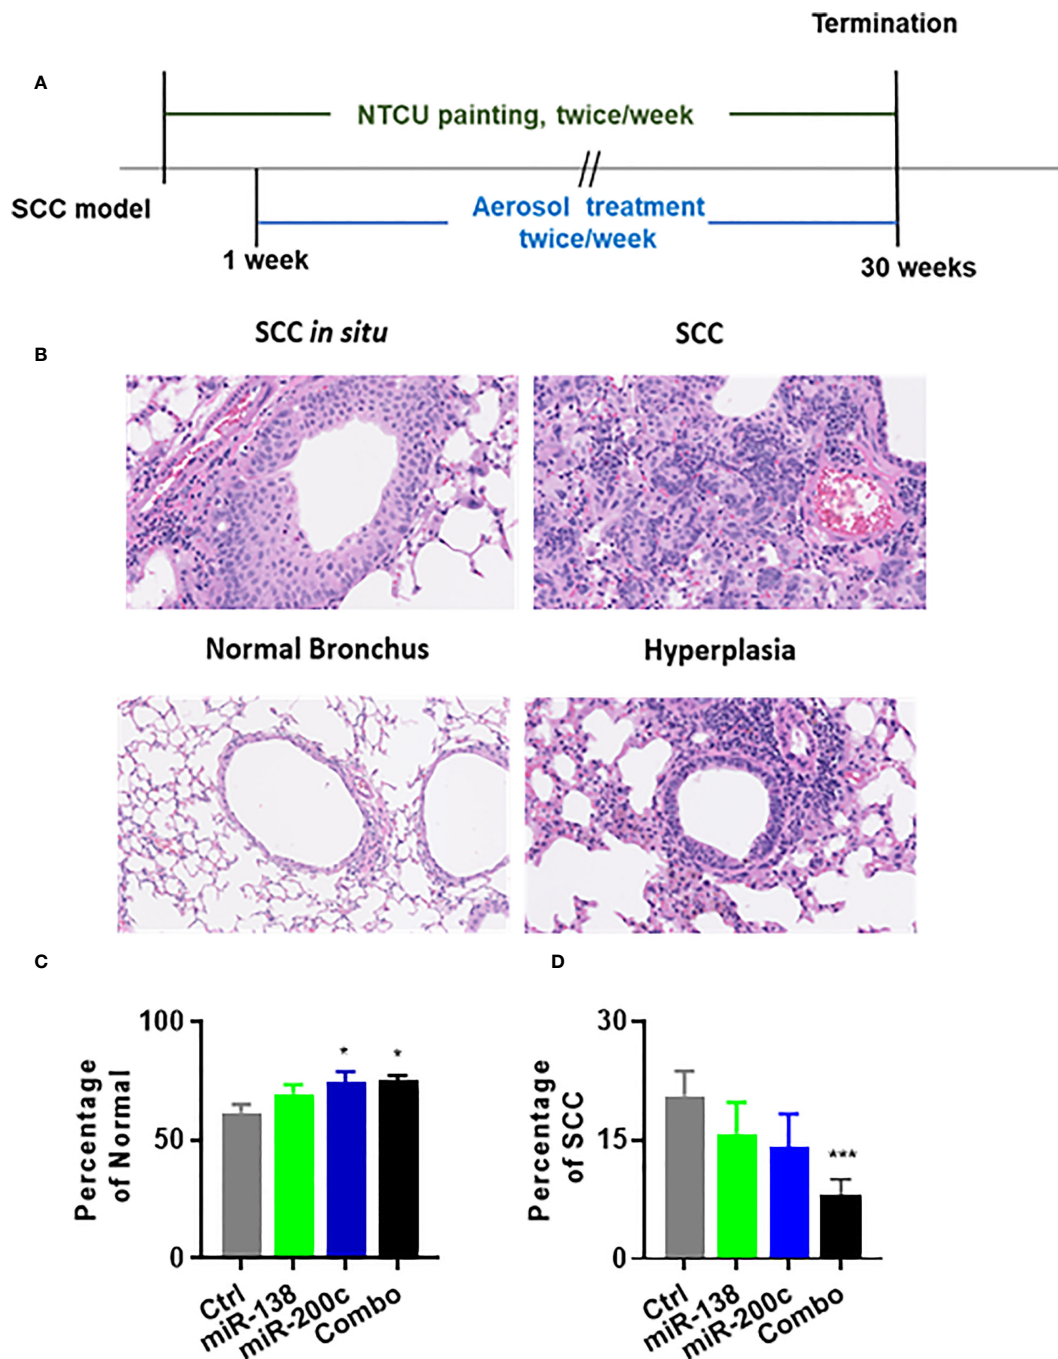 Termination
A
NTCU painting, twice/week
SCC model
Aerosol treatment
twice/week
1 week
30 weeks
B
SCC in situ
SCC
Normal Bronchus
Hyperplasia
C
Percentage
of Normal
100
50
0
*
*
Ctrl
miR-138
miR-200c
Combo
D
Percentage
of SCC
30
15
0
***
Ctrl
miR-138
miR-200c
Combo